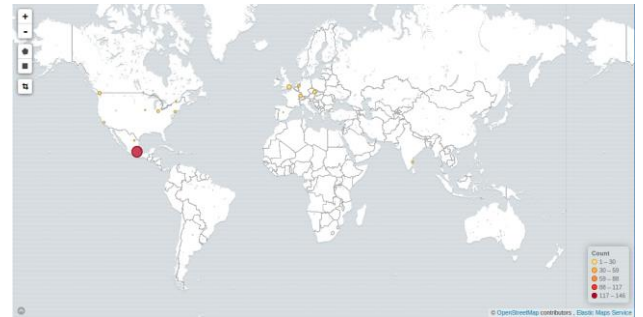 +
-
Count
1 – 30
30 – 59
59 – 88
88 – 117
117 – 146
© OpenStreetMap contributors , Elastic Maps Service